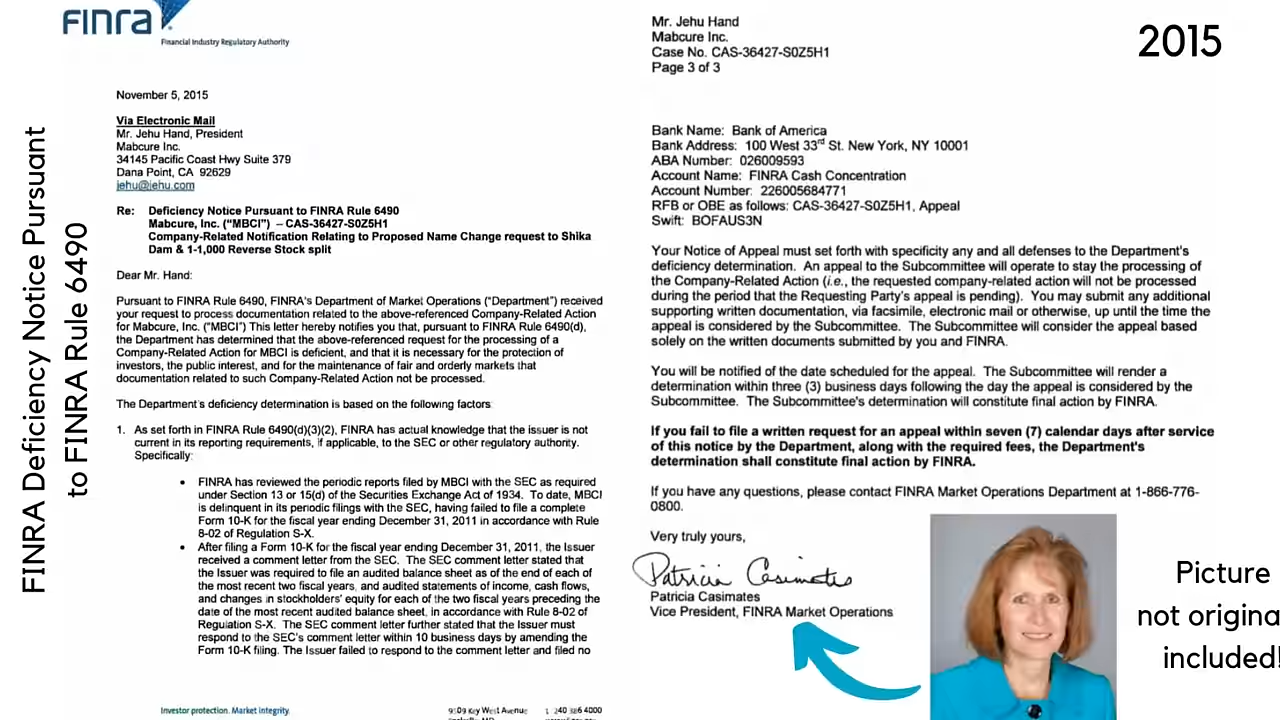 FINRA Deficiency Notice Pursuant
to FINRA Rule 6490
Finra
Financial Industry Regulatory Authority
November 5, 2015
Via Electronic Mail
Mr. Jehu Hand, President
Mabcure Inc.
34145 Pacific Coast Hwy Suite 379
Dana Point, CA 92629
jehu@jehu.com
Re: Deficiency Notice Pursuant to FINRA Rule 6490
Mabcure, Inc. ("MBCI") – CAS-36427-S0Z5H1
Company-Related Notification Relating to Proposed Name Change request to Shika
Dam & 1-1,000 Reverse Stock split
Dear Mr. Hand:
Pursuant to FINRA Rule 6490, FINRA's Department of Market Operations ("Department") received
your request to process documentation related to the above-referenced Company-Related Action
for Mabcure, Inc. ("MBCI") This letter hereby notifies you that, pursuant to FINRA Rule 6490(d),
the Department has determined that the above-referenced request for the processing of a
Company-Related Action for MBCI is deficient, and that it is necessary for the protection of
investors, the public interest, and for the maintenance of fair and orderly markets that
documentation related to such Company-Related Action not be processed.
The Department's deficiency determination is based on the following factors
1. As set forth in FINRA Rule 6490(d)(3)(2), FINRA has actual knowledge that the issuer is not
current in its reporting requirements, if applicable, to the SEC or other regulatory authority.
Specifically:
• FINRA has reviewed the periodic reports filed by MBCI with the SEC as required
under Section 13 or 15(d) of the Securities Exchange Act of 1934. To date, MBCI
is delinquent in its periodic filings with the SEC, having failed to file a complete
Form 10-K for the fiscal year ending December 31, 2011 in accordance with Rule
8-02 of Regulation S-X.
• After filing a Form 10-K for the fiscal year ending December 31, 2011, the Issuer
received a comment letter from the SEC. The SEC comment letter stated that
the Issuer was required to file an audited balance sheet as of the end of each of
the most recent two fiscal years, and audited statements of income, cash flows,
and changes in stockholders' equity for each of the two fiscal years preceding the
date of the most recent audited balance sheet, in accordance with Rule 8-02 of
Regulation S-X. The SEC comment letter further stated that the Issuer must
respond to the SEC's comment letter within 10 business days by amending the
Form 10-K filing. The Issuer failed to respond to the comment letter and filed no
Investor protection. Market integrity.
9509 Key West Avenue
Mr. Jehu Hand
Mabcure Inc.
Case No. CAS-36427-S0Z5H1
Page 3 of 3
Bank Name: Bank of America
Bank Address: 100 West 33rd St. New York, NY 10001
ABA Number: 026009593
Account Name: FINRA Cash Concentration
Account Number: 226005684771
RFB or OBE as follows: CAS-36427-S0Z5H1, Appeal
Swift: BOFAUS3N
Your Notice of Appeal must set forth with specificity any and all defenses to the Department's
deficiency determination. An appeal to the Subcommittee will operate to stay the processing of
the Company-Related Action (i.e., the requested company-related action will not be processed
during the period that the Requesting Party's appeal is pending). You may submit any additional
supporting written documentation, via facsimile, electronic mail or otherwise, up until the time the
appeal is considered by the Subcommittee. The Subcommittee will consider the appeal based
solely on the written documents submitted by you and FINRA.
You will be notified of the date scheduled for the appeal. The Subcommittee will render a
determination within three (3) business days following the day the appeal is considered by the
Subcommittee. The Subcommittee's determination will constitute final action by FINRA.
If you fail to file a written request for an appeal within seven (7) calendar days after service
of this notice by the Department, along with the required fees, the Department's
determination shall constitute final action by FINRA.
If you have any questions, please contact FINRA Market Operations Department at 1-866-776-
0800.
Very truly yours,
Patricia Casimates
Patricia Casimates
Vice President, FINRA Market Operations
2015
Picture
not origina
included!